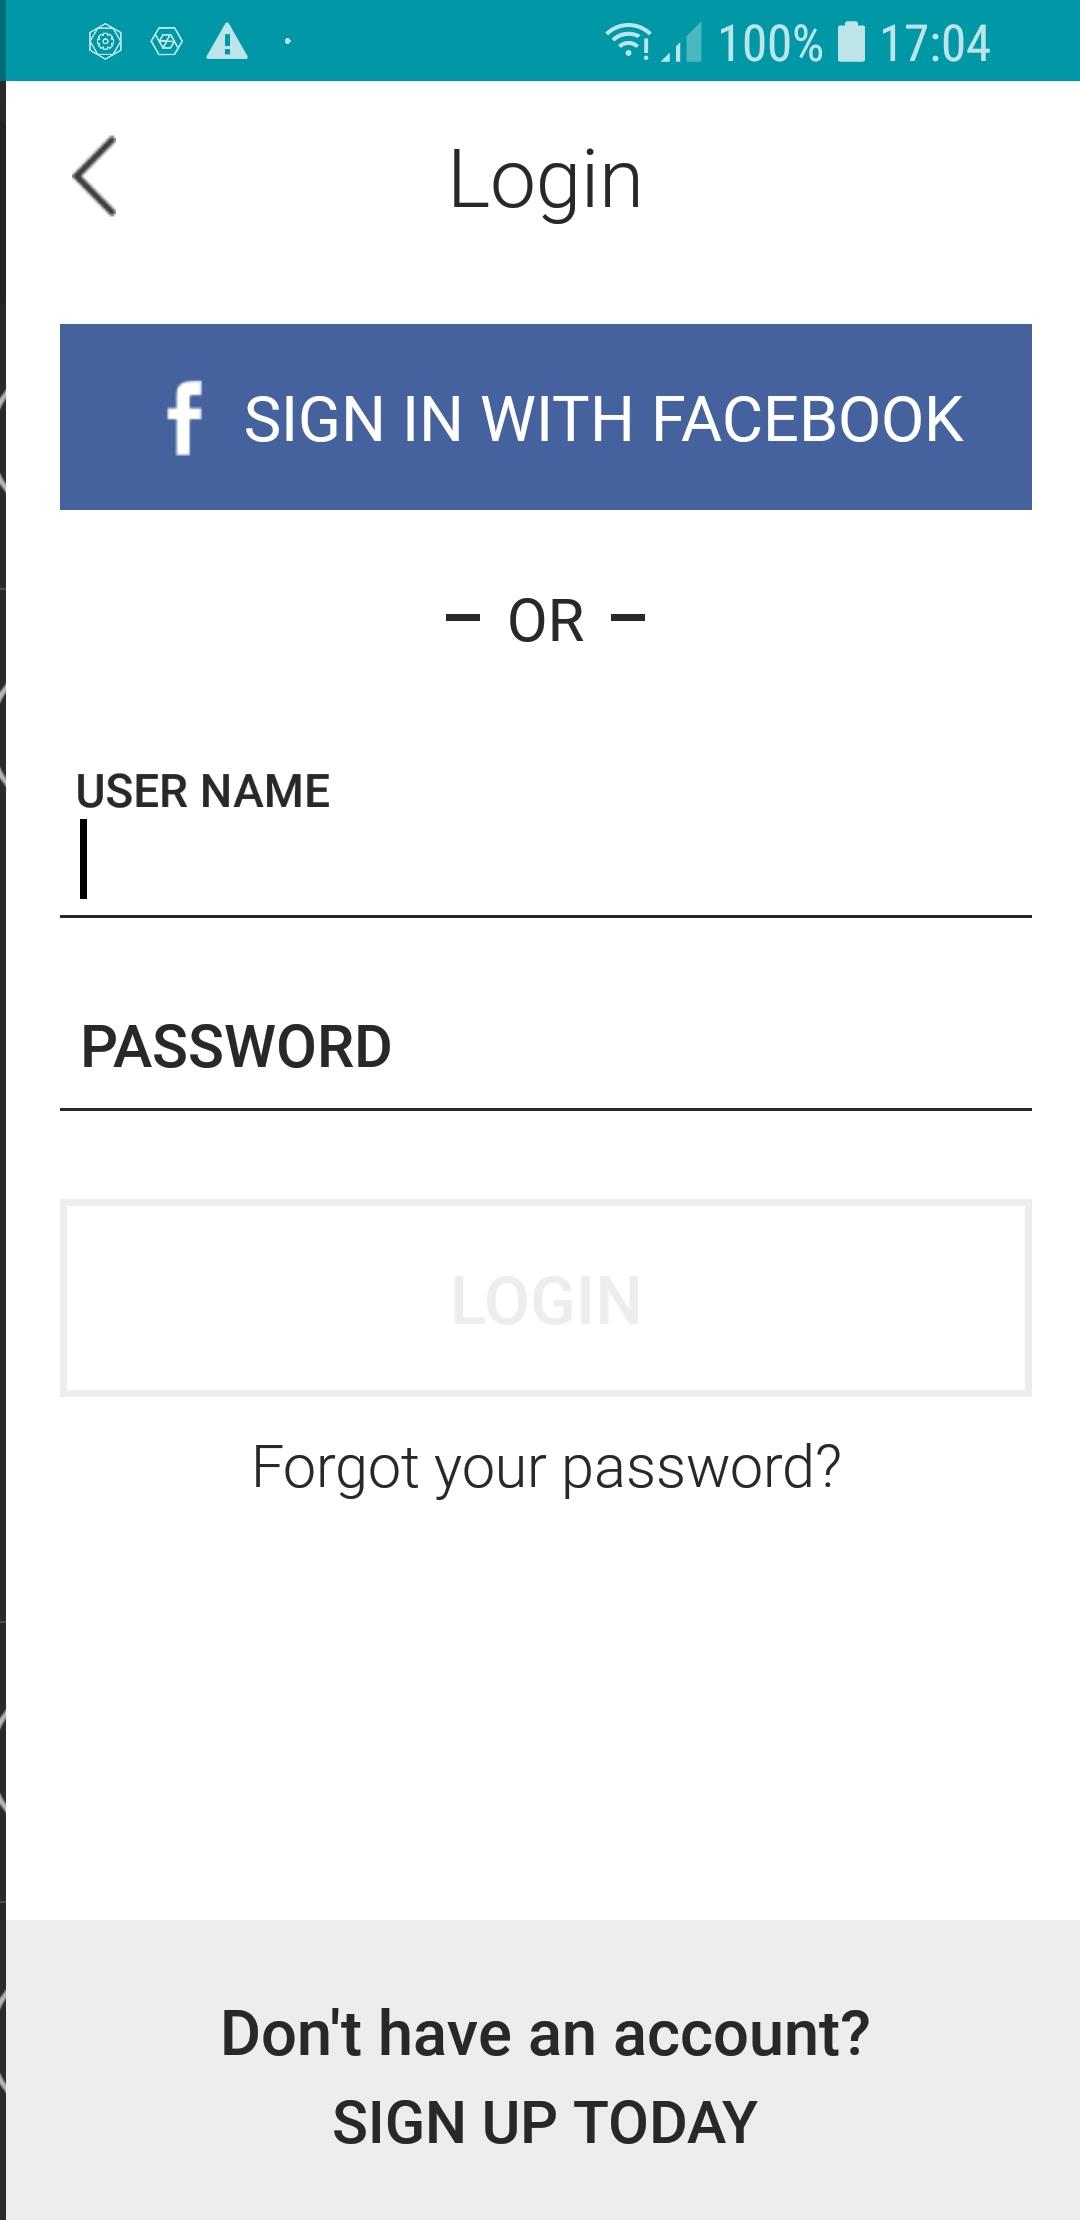 100% 17:04
Login
f SIGN IN WITH FACEBOOK
– OR –
USER NAME
PASSWORD
LOGIN
Forgot your password?
Don't have an account?
SIGN UP TODAY